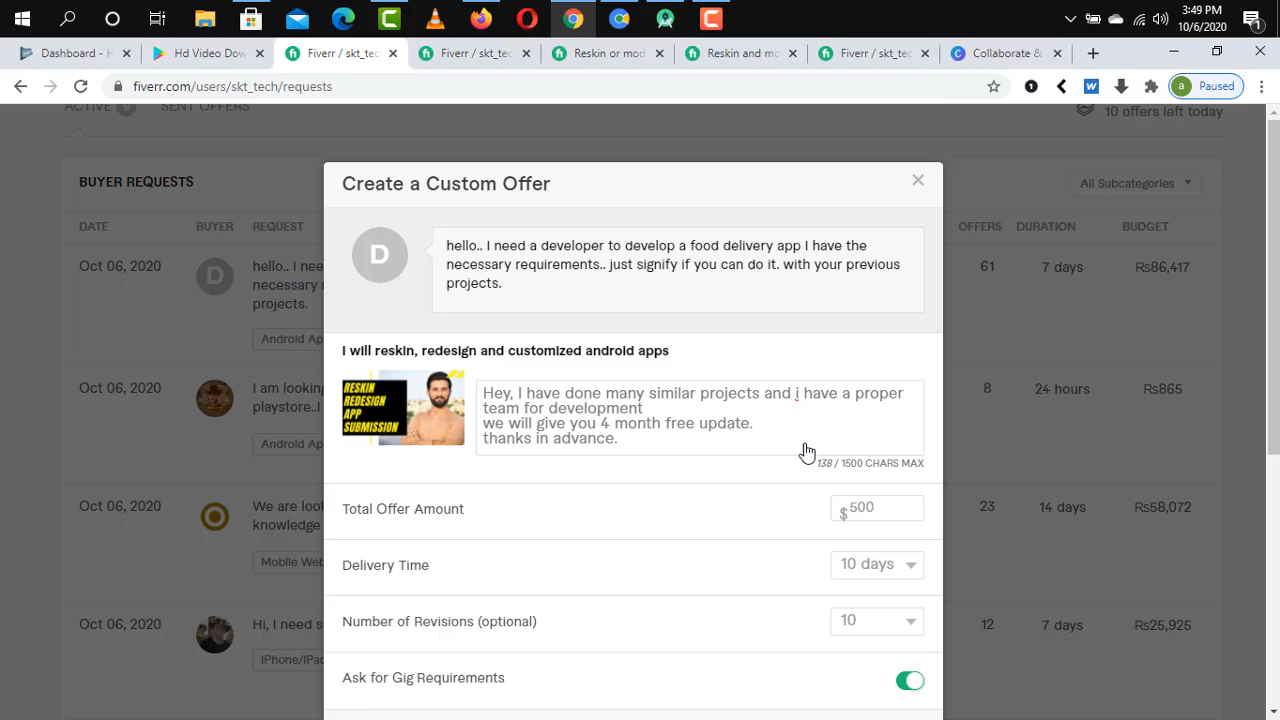 3:49 PM
10/6/2020
1
Dashboard - H
Hd Video Dow
Fiverr / skt_tec
Fiverr / skt_tec
Reskin or mod
Reskin and mo
Fiverr / skt_tec
Collaborate &
fiverr.com/users/skt_tech/requests
Paused
ACTIVE 9
SENT OFFERS
10 offers left today
BUYER REQUESTS
All Subcategories
DATE
BUYER
REQUEST
OFFERS
DURATION
BUDGET
Create a Custom Offer
D
hello.. I need a developer to develop a food delivery app I have the
necessary requirements.. just signify if you can do it. with your previous
projects.
Oct 06, 2020
D
hello.. i nee
necessary r
projects.
Android Ap
61
7 days
Rs86,417
I will reskin, redesign and customized android apps
RESKIN
REDESIGN
APP
SUBMISSION
Hey, I have done many similar projects and i have a proper
team for development
we will give you 4 month free update.
thanks in advance.
138 / 1500 CHARS MAX
Oct 06, 2020
I am looking
playstore..I
Android Ap
8
24 hours
Rs865
Total Offer Amount
$500
Oct 06, 2020
We are look
knowledge
Mobile Web
23
14 days
Rs58,072
Delivery Time
10 days
Number of Revisions (optional)
10
Oct 06, 2020
Hi, I need s
iPhone/iPad
12
7 days
Rs25,925
Ask for Gig Requirements